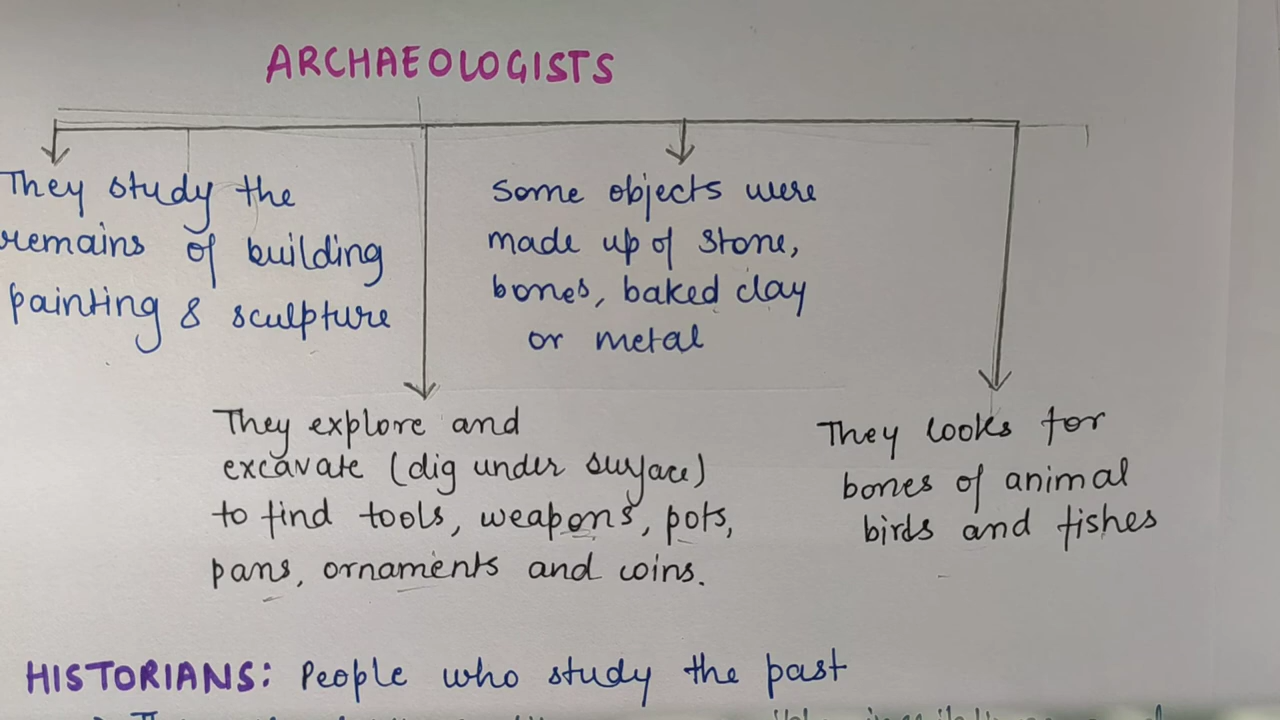 ARCHAEOLOGISTS
They study the
remains of building
painting & sculpture
Some objects were
made up of stone,
bones, baked clay
or metal
They explore and
excavate (dig under surface)
to find tools, weapons, pots,
pans, ornaments and coins.
They looks for
bones of animal
birds and fishes
HISTORIANS: People who study the past